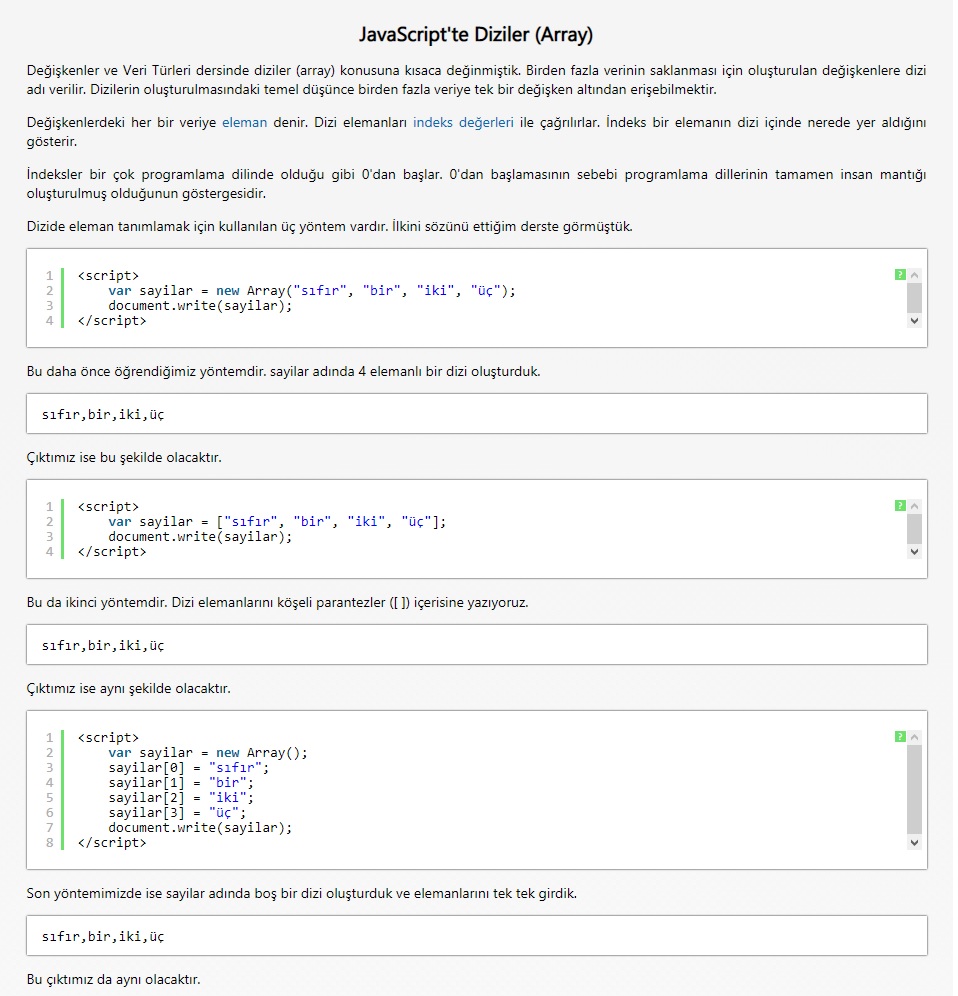 JavaScript'te Diziler (Array)
Değişkenler ve Veri Türleri dersinde diziler (array) konusuna kısaca değinmiştik. Birden fazla verinin saklanması için oluşturulan değişkenlere dizi
adı verilir. Dizilerin oluşturulmasındaki temel düşünce birden fazla veriye tek bir değişken altından erişebilmektir.
Değişkenlerdeki her bir veriye eleman denir. Dizi elemanları indeks değerleri ile çağrılırlar. İndeks bir elemanın dizi içinde nerede yer aldığını
gösterir.
İndeksler bir çok programlama dilinde olduğu gibi 0'dan başlar. 0'dan başlamasının sebebi programlama dillerinin tamamen insan mantığı
oluşturulmuş olduğunun göstergesidir.
Dizide eleman tanımlamak için kullanılan üç yöntem vardır. İlkini sözünü ettiğim derste görmüştük.
1 <script>
2 var sayilar = new Array("sıfır", "bir", "iki", "üç");
3 document.write(sayilar);
4 </script>
?
Bu daha önce öğrendiğimiz yöntemdir. sayilar adında 4 elemanlı bir dizi oluşturduk.
sıfır,bir,iki,üç
Çıktımız ise bu şekilde olacaktır.
1 <script>
2 var sayilar = ["sıfır", "bir", "iki", "üç"];
3 document.write(sayilar);
4 </script>
?
Bu da ikinci yöntemdir. Dizi elemanlarını köşeli parantezler ([ ]) içerisine yazıyoruz.
sıfır,bir,iki,üç
Çıktımız ise aynı şekilde olacaktır.
1 <script>
2 var sayilar = new Array();
3 sayilar[0] = "sıfır";
4 sayilar[1] = "bir";
5 sayilar[2] = "iki";
6 sayilar[3] = "üç";
7 document.write(sayilar);
8 </script>
?
Son yöntemimizde ise sayilar adında boş bir dizi oluşturduk ve elemanlarını tek tek girdik.
sıfır,bir,iki,üç
Bu çıktımız da aynı olacaktır.